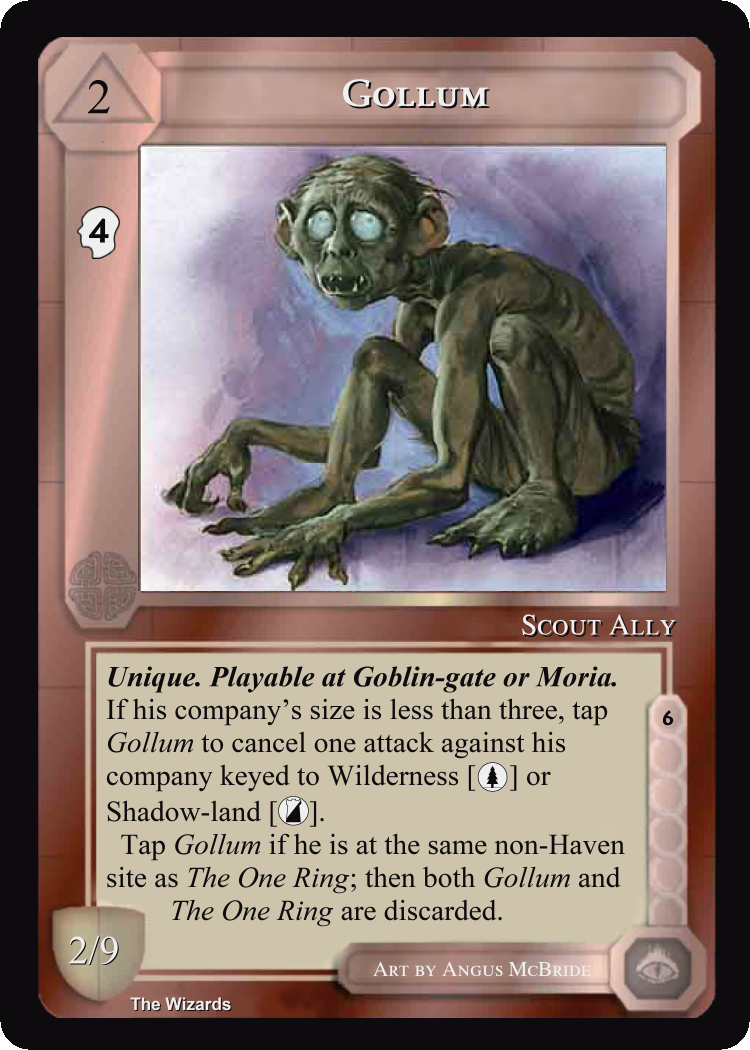 2
Gollum
4
Scout Ally
Unique. Playable at Goblin-gate or Moria.
If his company's size is less than three, tap
Gollum to cancel one attack against his
company keyed to Wilderness [ ] or
Shadow-land [ ].
Tap Gollum if he is at the same non-Haven
site as The One Ring; then both Gollum and
The One Ring are discarded.
6
2/9
Art by Angus McBride
The Wizards